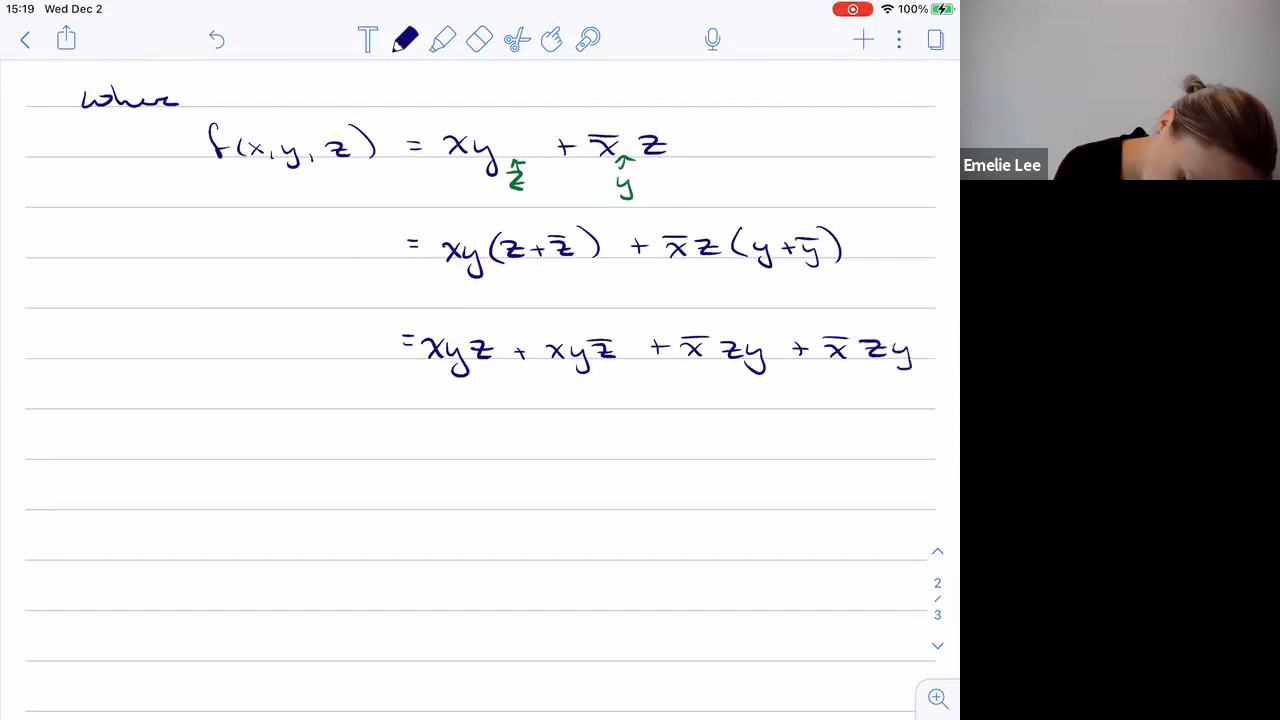 15:19 Wed Dec 2
100%
T
where
f(x, y, z) = xy + x̅ z
z y
= xy(z + z̅) + x̅ z (y + y̅)
= xyz + xyz̅ + x̅ zy + x̅ zy
Emelie Lee
2
/
3